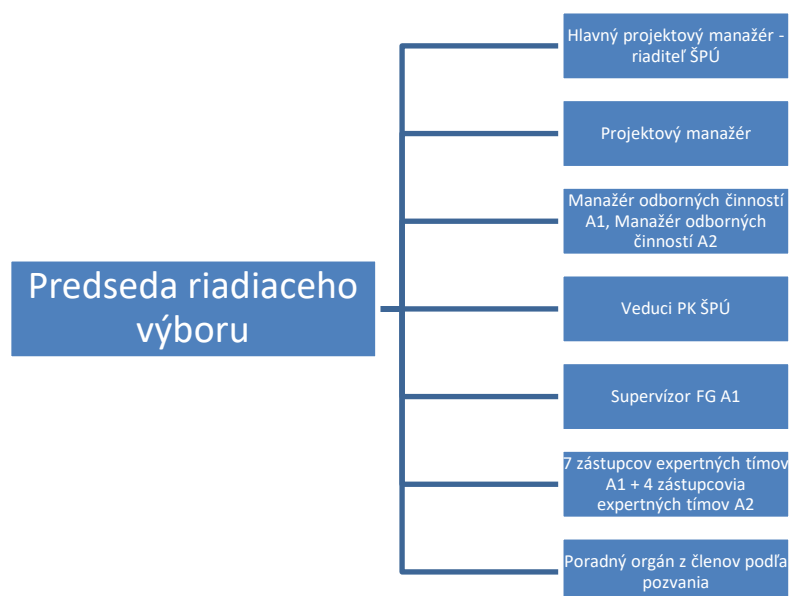 Hlavný projektový manažér -
riaditeľ ŠPÚ
Projektový manažér
Manažér odborných činností
A1, Manažér odborných
činností A2
Predseda riadiaceho
výboru
Veduci PK ŠPÚ
Supervízor FG A1
7 zástupcov expertných tímov
A1 + 4 zástupcovia
expertných tímov A2
Poradný orgán z členov podľa
pozvania